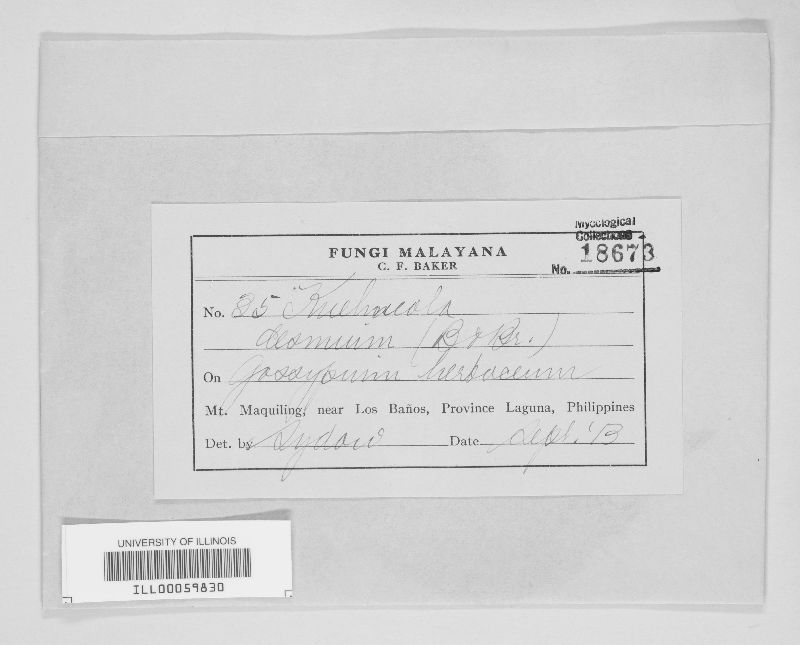 Mycological
Collections
No. 18673
FUNGI MALAYANA
C. F. BAKER
No. 35 Kuehneola
desmium (B & Br.)
On Gossypium herbaceum
Mt. Maquiling, near Los Baños, Province Laguna, Philippines
Det. by Sydow Date Sept. '13
UNIVERSITY OF ILLINOIS
ILL00059830